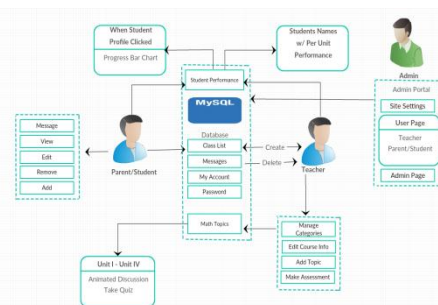 When Student
Profile Clicked
Progress Bar Chart
Students Names
w/ Per Unit
Performance
Admin
Admin Portal
Site Settings
User Page
Teacher
Parent/Student
Admin Page
Student Performance
MySQL
Database
Class List
Messages
My Account
Password
Math Topics
Create
Delete
Message
View
Edit
Remove
Add
Parent/Student
Teacher
Manage
Categories
Edit Course Info
Add Topic
Make Assessment
Unit I - Unit IV
Animated Discussion
Take Quiz